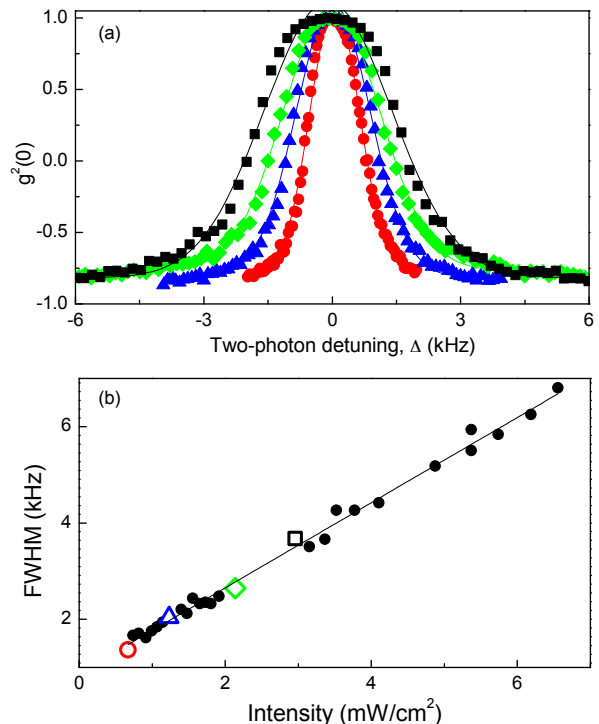 (a)
1.0
0.5
0.0
-0.5
-1.0
g²(0)
-6 -3 0 3 6
Two-photon detuning, Δ (kHz)
(b)
6
4
2
FWHM (kHz)
0 2 4 6
Intensity (mW/cm²)